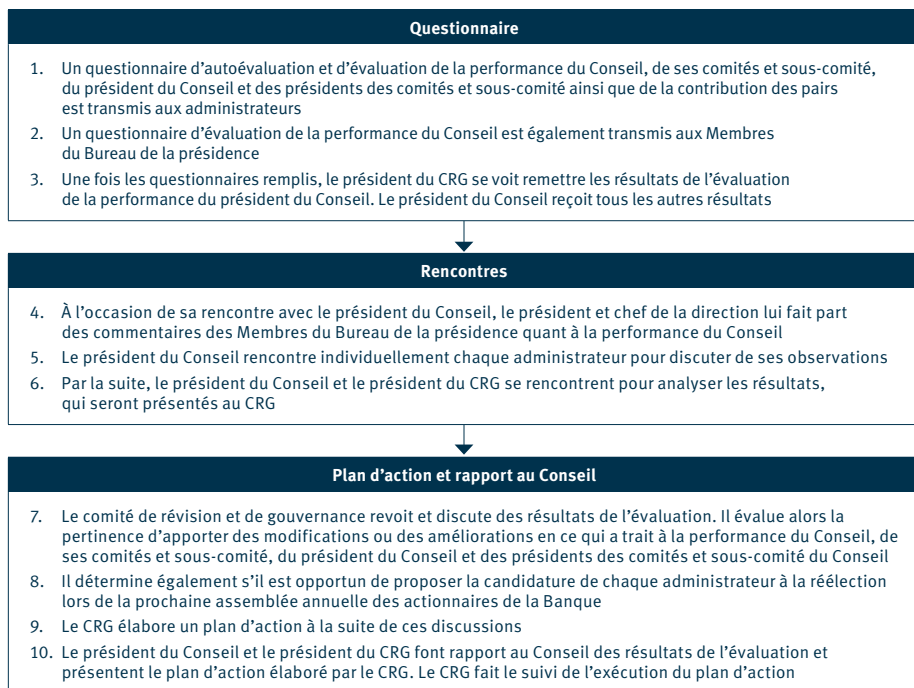 Questionnaire
1. Un questionnaire d'autoévaluation et d'évaluation de la performance du Conseil, de ses comités et sous-comité,
du président du Conseil et des présidents des comités et sous-comité ainsi que de la contribution des pairs
est transmis aux administrateurs
2. Un questionnaire d'évaluation de la performance du Conseil est également transmis aux Membres
du Bureau de la présidence
3. Une fois les questionnaires remplis, le président du CRG se voit remettre les résultats de l'évaluation
de la performance du président du Conseil. Le président du Conseil reçoit tous les autres résultats
Rencontres
4. À l'occasion de sa rencontre avec le président du Conseil, le président et chef de la direction lui fait part
des commentaires des Membres du Bureau de la présidence quant à la performance du Conseil
5. Le président du Conseil rencontre individuellement chaque administrateur pour discuter de ses observations
6. Par la suite, le président du Conseil et le président du CRG se rencontrent pour analyser les résultats,
qui seront présentés au CRG
Plan d'action et rapport au Conseil
7. Le comité de révision et de gouvernance revoit et discute des résultats de l'évaluation. Il évalue alors la
pertinence d'apporter des modifications ou des améliorations en ce qui a trait à la performance du Conseil, de
ses comités et sous-comité, du président du Conseil et des présidents des comités et sous-comité du Conseil
8. Il détermine également s'il est opportun de proposer la candidature de chaque administrateur à la réélection
lors de la prochaine assemblée annuelle des actionnaires de la Banque
9. Le CRG élabore un plan d'action à la suite de ces discussions
10. Le président du Conseil et le président du CRG font rapport au Conseil des résultats de l'évaluation et
présentent le plan d'action élaboré par le CRG. Le CRG fait le suivi de l'exécution du plan d'action